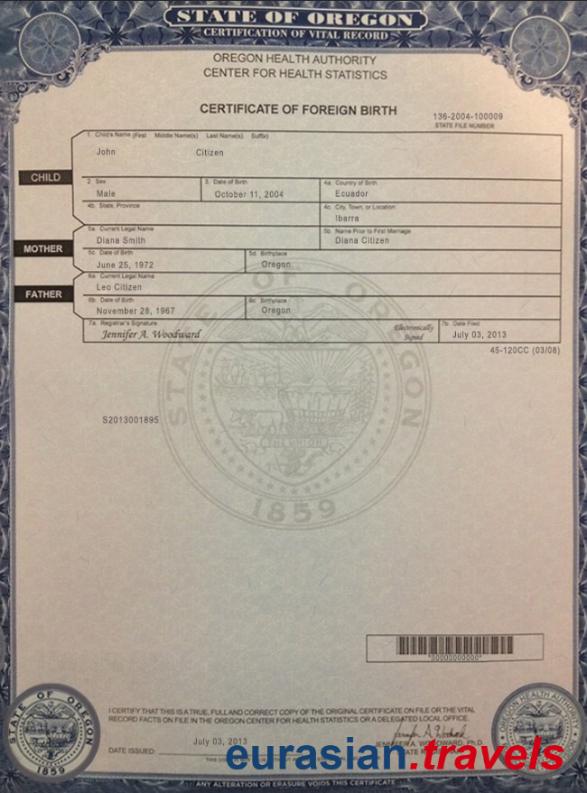 STATE OF OREGON
CERTIFICATION OF VITAL RECORD
OREGON HEALTH AUTHORITY
CENTER FOR HEALTH STATISTICS
CERTIFICATE OF FOREIGN BIRTH
136-2004-100009
STATE FILE NUMBER
CHILD
1. Child's Name (First Middle Name(s) Last Name(s) Suffix)
John Citizen
2. Sex 3. Date of Birth 4a. Country of Birth
Male October 11, 2004 Ecuador
4b. State, Province 4c. City, Town, or Location
Ibarra
MOTHER
5a. Current Legal Name 5b. Name Prior to First Marriage
Diana Smith Diana Citizen
5c. Date of Birth 5d. Birthplace
June 25, 1972 Oregon
FATHER
6a. Current Legal Name
Leo Citizen
6b. Date of Birth 6c. Birthplace
November 28, 1967 Oregon
7a. Registrar's Signature 7b. Date Filed
Jennifer A. Woodward Electronically Signed July 03, 2013
45-120CC (03/08)
STATE OF OREGON
THE UNION
1859
S2013001895
*00000000000*
I CERTIFY THAT THIS IS A TRUE, FULL AND CORRECT COPY OF THE ORIGINAL CERTIFICATE ON FILE OR THE VITAL
RECORD FACTS ON FILE IN THE OREGON CENTER FOR HEALTH STATISTICS OR A DELEGATED LOCAL OFFICE.
July 03, 2013
DATE ISSUED:
JENNIFER A. WOODWARD, Ph.D.
STATE OF OREGON
1859
OREGON HEALTH AUTHORITY
eurasian.travels
ANY ALTERATION OR ERASURE VOIDS THIS CERTIFICATE